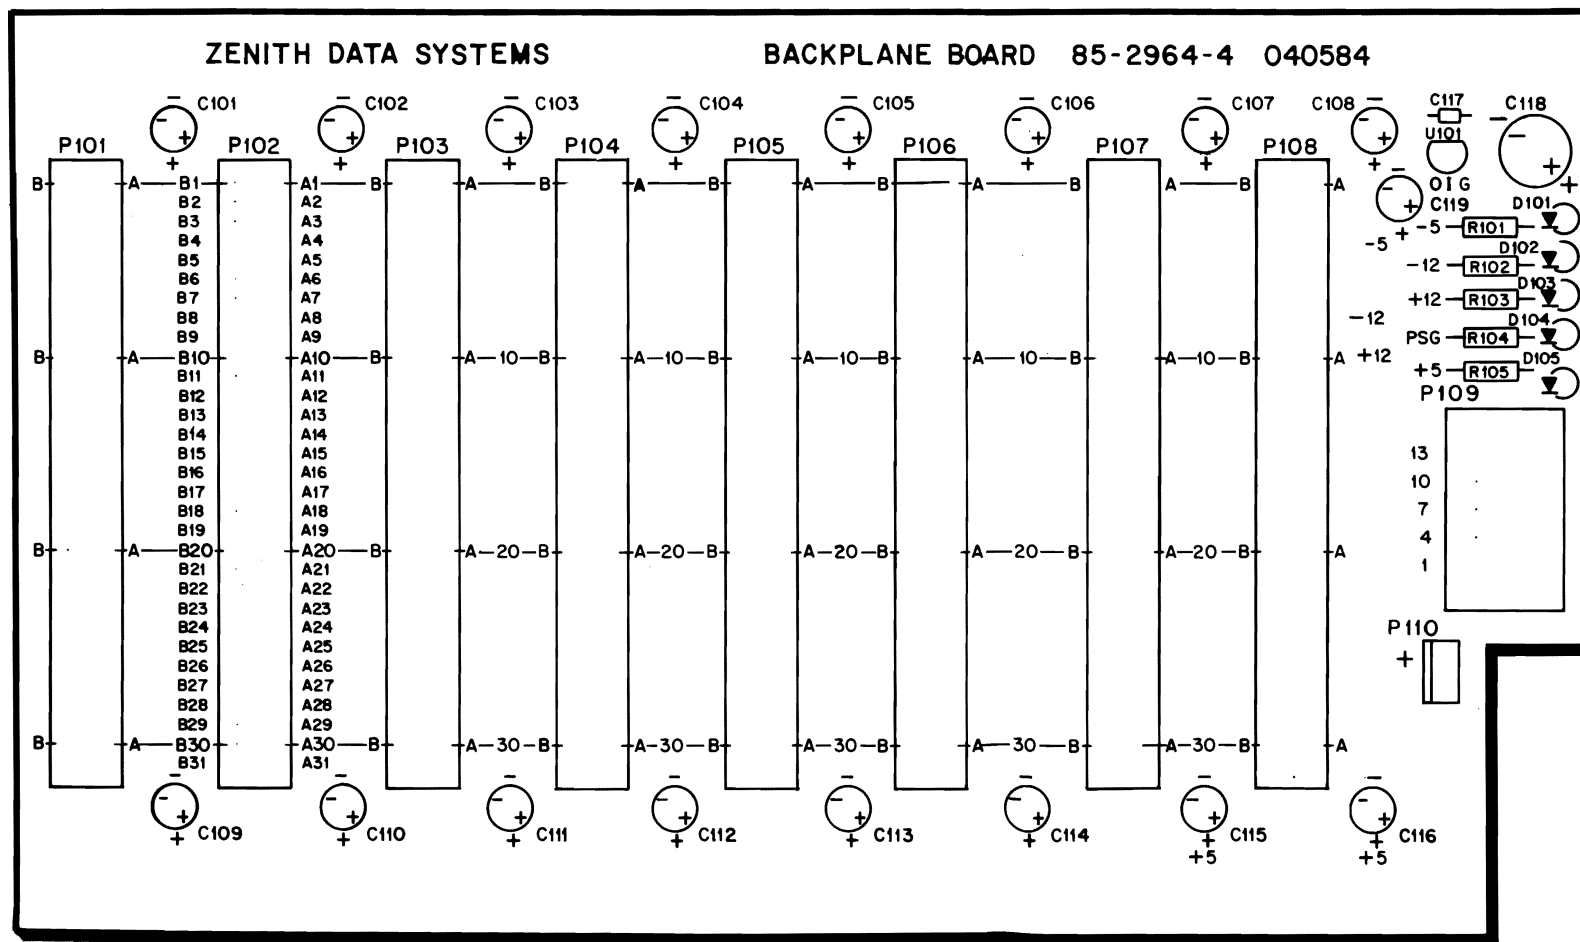 ZENITH DATA SYSTEMS BACKPLANE BOARD 85-2964-4 040584
− C101 − C102 − C103 − C104 − C105 − C106 − C107 C108 − C117 C118
− + − + − + − + − + − + − + − + − − +
P101 + P102 + P103 + P104 + P105 + P106 + P107 + P108 + U101 +
B A B1 A1 B A B A B A B A B A B A − OIG
B2 A2 − + C119 D101
B3 A3 + −5 R101
B4 A4 −5 D102
B5 A5 −12 R102
B6 A6 D103
B7 A7 +12 R103
B8 A8 −12 D104
B9 A9 PSG R104
B A B10 A10 B A 10 B A 10 B A 10 B A 10 B A 10 B A +12 D105
B11 A11 +5 R105
B12 A12 P109
B13 A13
B14 A14
B15 A15 13
B16 A16
B17 A17 10
B18 A18 7
B19 A19
B A B20 A20 B A 20 B A 20 B A 20 B A 20 B A 20 B A 4
B21 A21 1
B22 A22
B23 A23
B24 A24 P110
B25 A25
B26 A26 +
B27 A27
B28 A28
B29 A29
B A B30 A30 B A 30 B A 30 B A 30 B A 30 B A 30 B A
B31 A31
− − − − − − − −
− + − + − + − + − + − + − + − +
+ C109 + C110 + C111 + C112 + C113 + C114 + C115 + C116
+5 +5